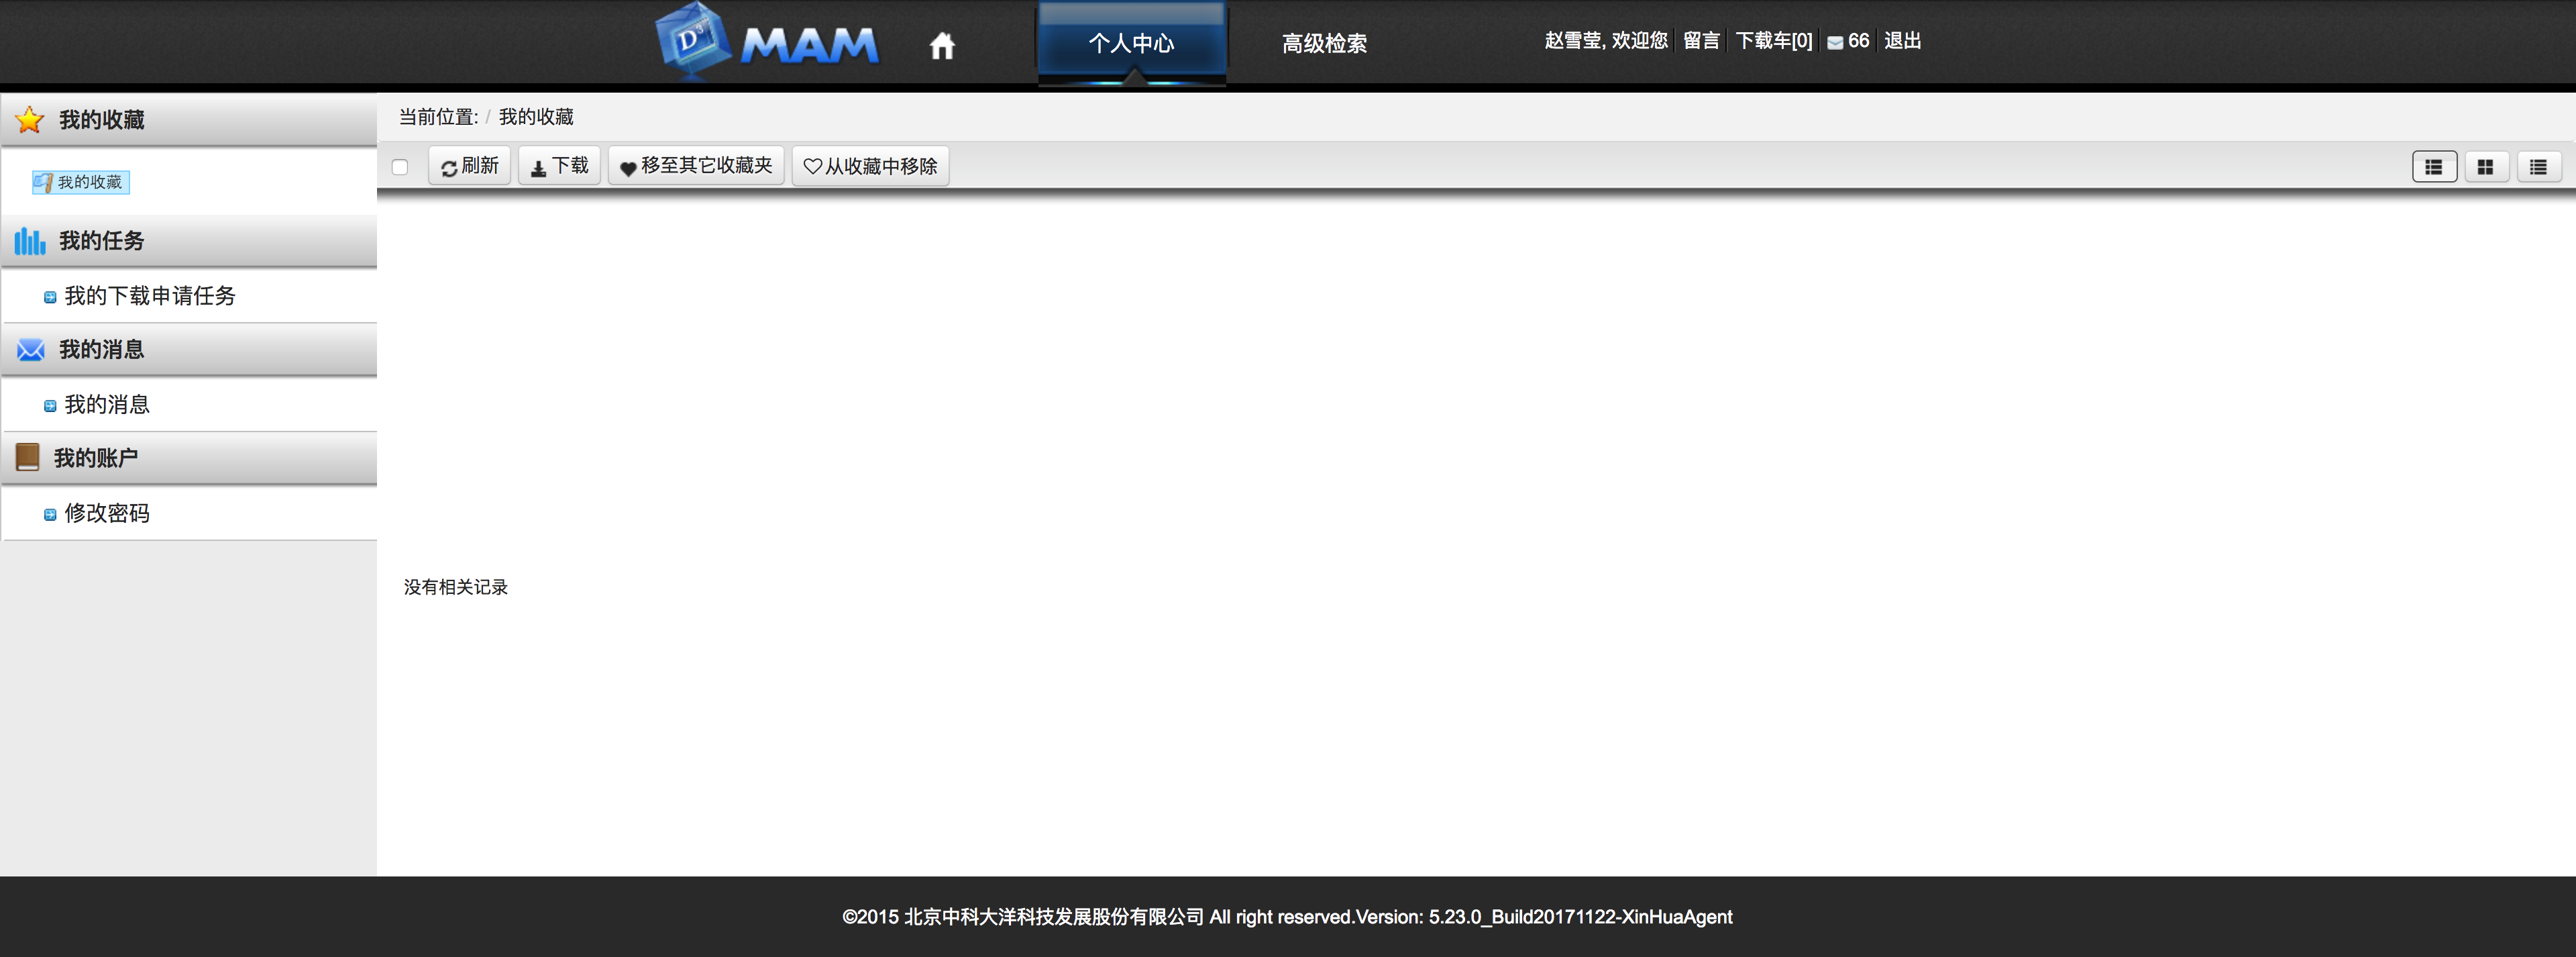 D³ MAM
个人中心
高级检索
赵雪莹, 欢迎您 留言 下载车[0] 66 退出
我的收藏
我的收藏
我的任务
我的下载申请任务
我的消息
我的消息
我的账户
修改密码
当前位置: / 我的收藏
刷新 下载 移至其它收藏夹 从收藏中移除
没有相关记录
©2015 北京中科大洋科技发展股份有限公司 All right reserved.Version: 5.23.0_Build20171122-XinHuaAgent